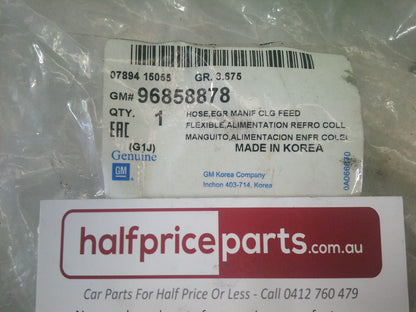 07894 15055 GR. 3.675
GM# 96858878
QTY. 1 HOSE,EGR MANIF CLG FEED
EAC FLEXIBLE,ALIMENTATION REFRO COLL
MANGUITO,ALIMENTACION ENFR
(G1J) MADE IN KOREA
Genuine
GM
GM Korea Company
Inchon 403-714, Korea
halfpriceparts.com.au
Car Parts For Half Price Or Less - Call 0412 760 479